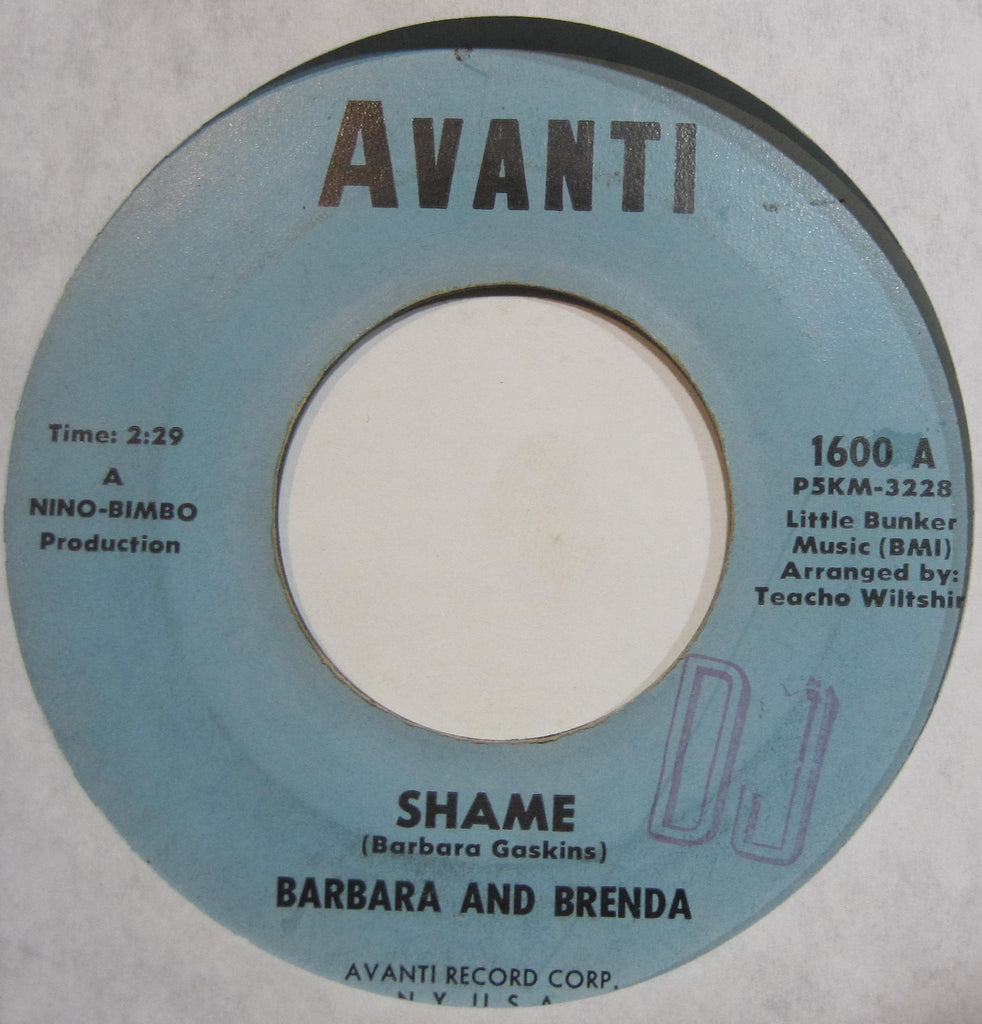 AVANTI
Time: 2:29
A
NINO-BIMBO
Production
1600 A
P5KM-3228
Little Bunker
Music (BMI)
Arranged by:
Teacho Wiltshir
DJ
SHAME
(Barbara Gaskins)
BARBARA AND BRENDA
AVANTI RECORD CORP.
N Y U S A